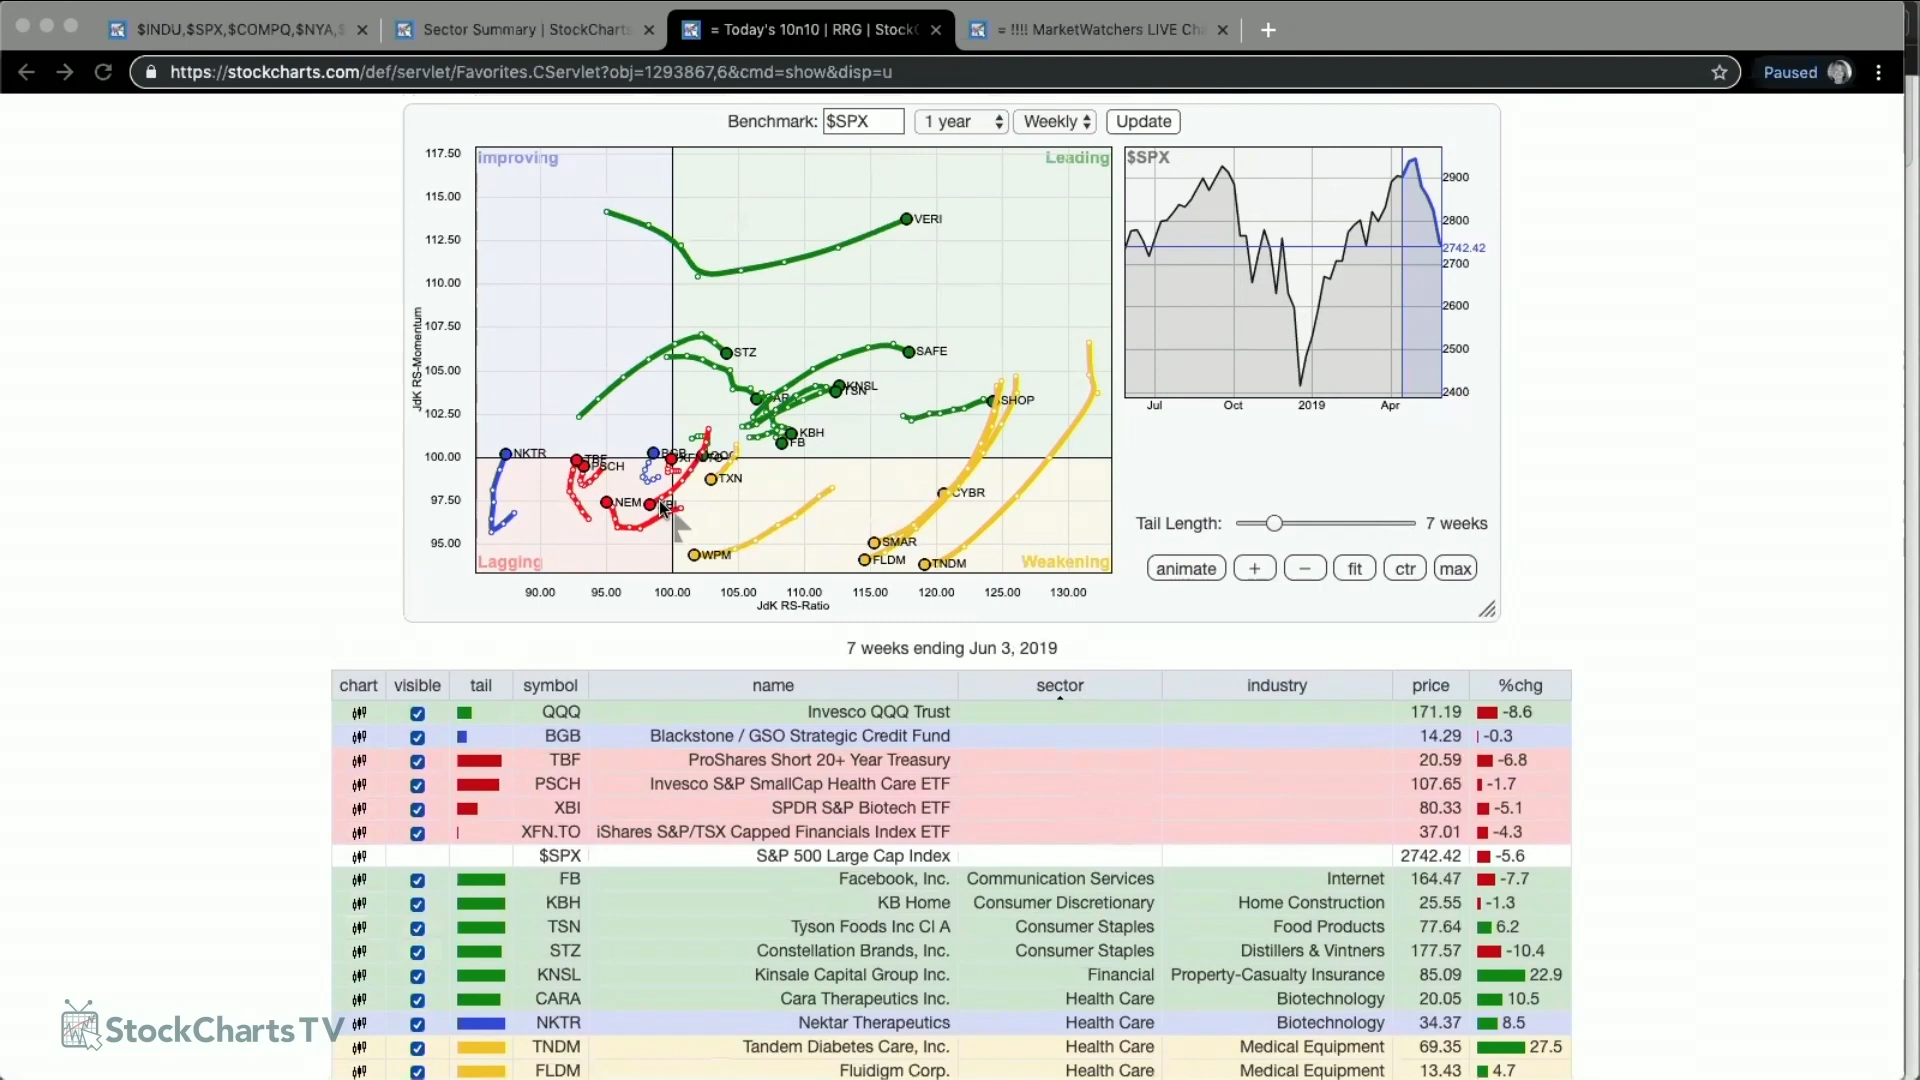 $INDU,$SPX,$COMPQ,$NYA,$
Sector Summary | StockCharts
= Today's 10n10 | RRG | StockC
= !!!! MarketWatchers LIVE Ch
https://stockcharts.com/def/servlet/Favorites.CServlet?obj=1293867,6&cmd=show&disp=u
Paused
Benchmark: $SPX 1 year Weekly Update
Improving
Leading
Lagging
Weakening
117.50
115.00
112.50
110.00
107.50
105.00
102.50
100.00
97.50
95.00
JdK RS-Momentum
VERI
STZ
SAFE
KNSL
TSN
SHOP
KBH
FB
NKTR
TBF
PSCH
BGB
TXN
NEM
CYBR
WPM
SMAR
FLDM
TNDM
90.00 95.00 100.00 105.00 110.00 115.00 120.00 125.00 130.00
JdK RS-Ratio
$SPX
2900
2800
2742.42
2700
2600
2500
2400
Jul Oct 2019 Apr
Tail Length: 7 weeks
animate + − fit ctr max
7 weeks ending Jun 3, 2019
chart visible tail symbol name sector industry price %chg
QQQ Invesco QQQ Trust 171.19 -8.6
BGB Blackstone / GSO Strategic Credit Fund 14.29 -0.3
TBF ProShares Short 20+ Year Treasury 20.59 -6.8
PSCH Invesco S&P SmallCap Health Care ETF 107.65 -1.7
XBI SPDR S&P Biotech ETF 80.33 -5.1
XFN.TO iShares S&P/TSX Capped Financials Index ETF 37.01 -4.3
$SPX S&P 500 Large Cap Index 2742.42 -5.6
FB Facebook, Inc. Communication Services Internet 164.47 -7.7
KBH KB Home Consumer Discretionary Home Construction 25.55 -1.3
TSN Tyson Foods Inc Cl A Consumer Staples Food Products 77.64 6.2
STZ Constellation Brands, Inc. Consumer Staples Distillers & Vintners 177.57 -10.4
KNSL Kinsale Capital Group Inc. Financial Property-Casualty Insurance 85.09 22.9
CARA Cara Therapeutics Inc. Health Care Biotechnology 20.05 10.5
NKTR Nektar Therapeutics Health Care Biotechnology 34.37 8.5
TNDM Tandem Diabetes Care, Inc. Health Care Medical Equipment 69.35 27.5
FLDM Fluidigm Corp. Health Care Medical Equipment 13.43 4.7
StockChartsTV